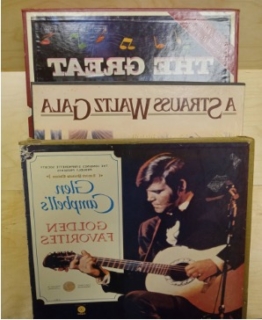 THE GREAT
A STRAUSS WALTZ GALA
Glen
Campbell's
GOLDEN
FAVORITES